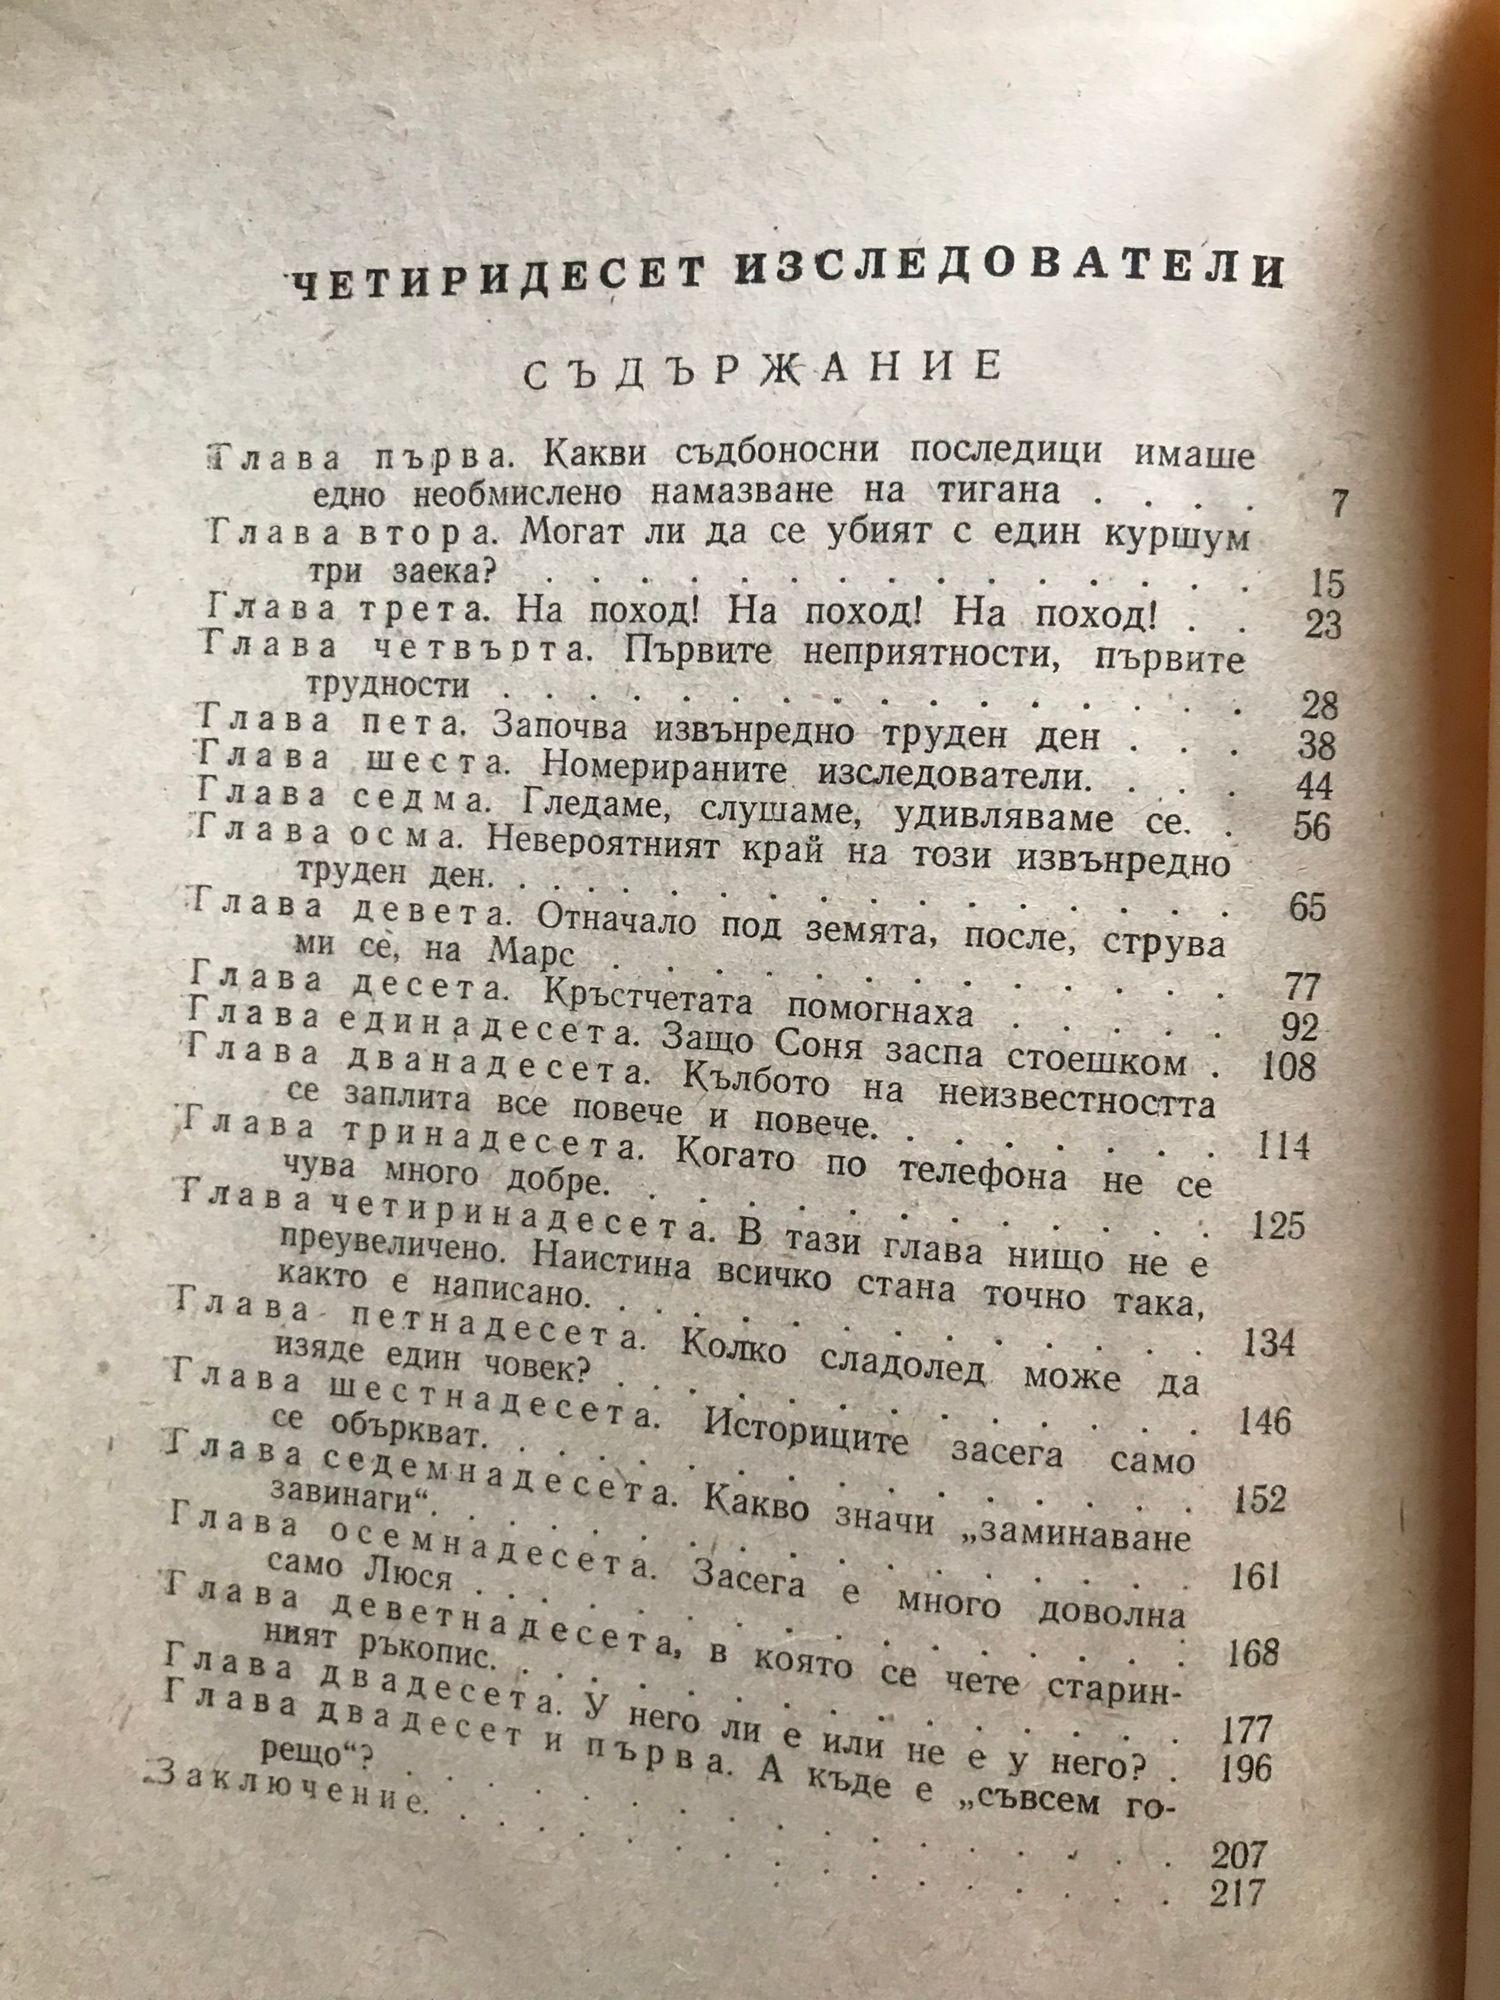 ЧЕТИРИДЕСЕТ ИЗСЛЕДОВАТЕЛИ
СЪДЪРЖАНИЕ
Глава първа. Какви съдбоносни последици имаше
едно необмислено намазване на тигана . . . . 7
Глава втора. Могат ли да се убият с един куршум
три заека? . . . . . . . . . . . . . . . 15
Глава трета. На поход! На поход! На поход! . . 23
Глава четвърта. Първите неприятности, първите
трудности . . . . . . . . . . . . . . . . 28
Глава пета. Започва извънредно труден ден . . . 38
Глава шеста. Номерираните изследователи. . . . 44
Глава седма. Гледаме, слушаме, удивляваме се. . 56
Глава осма. Невероятният край на този извънредно
труден ден. . . . . . . . . . . . . . . . 65
Глава девета. Отначало под земята, после, струва
ми се, на Марс . . . . . . . . . . . . . 77
Глава десета. Кръстчетата помогнаха . . . . . 92
Глава единадесета. Защо Соня заспа стоешком . 108
Глава дванадесета. Кълбото на неизвестността
се заплита все повече и повече. . . . . . . . 114
Глава тринадесета. Когато по телефона не се
чува много добре. . . . . . . . . . . . . 125
Глава четиринадесета. В тази глава нищо не е
преувеличено. Наистина всичко стана точно така,
както е написано. . . . . . . . . . . . . 134
Глава петнадесета. Колко сладолед може да
изяде един човек? . . . . . . . . . . . . 146
Глава шестнадесета. Историците засега само
се объркват. . . . . . . . . . . . . . . 152
Глава седемнадесета. Какво значи „заминаване
завинаги“. . . . . . . . . . . . . . . . 161
Глава осемнадесета. Засега е много доволна
само Люся . . . . . . . . . . . . . . . 168
Глава деветнадесета, в която се чете старин-
ният ръкопис. . . . . . . . . . . . . . . 177
Глава двадесета. У него ли е или не е у него? . 196
Глава двадесет и първа. А къде е „съвсем го-
рещо“? . . . . . . . . . . . . . . . . 207
Заключение. . . . . . . . . . . . . . . 217